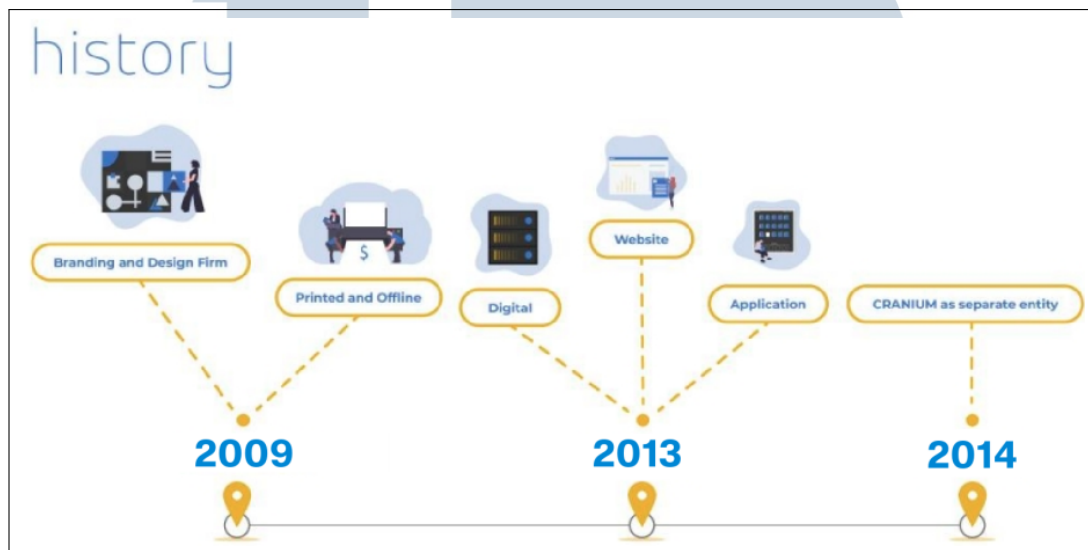 history
Branding and Design Firm
Printed and Offline
$
Digital
Website
Application
CRANIUM as separate entity
2009
2013
2014